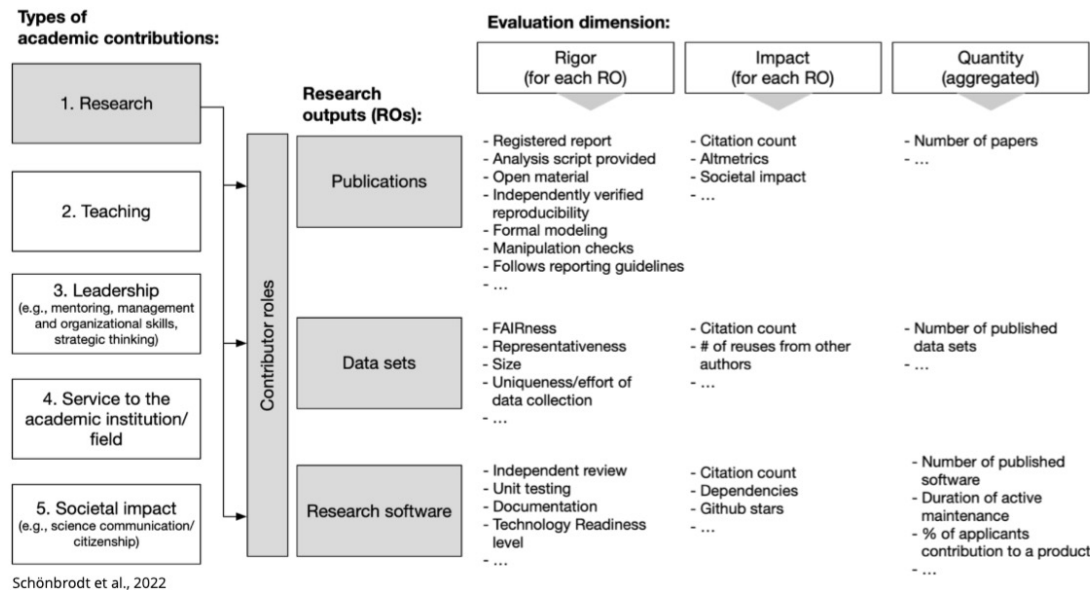 Types of
academic contributions:
1. Research
2. Teaching
3. Leadership
(e.g., mentoring, management
and organizational skills,
strategic thinking)
4. Service to the
academic institution/
field
5. Societal impact
(e.g., science communication/
citizenship)
Schönbrodt et al., 2022
Contributor roles
Research
outputs (ROs):
Publications
Data sets
Research software
Evaluation dimension:
Rigor
(for each RO)
Impact
(for each RO)
Quantity
(aggregated)
- Registered report
- Analysis script provided
- Open material
- Independently verified
reproducibility
- Formal modeling
- Manipulation checks
- Follows reporting guidelines
- ...
- Citation count
- Altmetrics
- Societal impact
- ...
- Number of papers
- ...
- FAIRness
- Representativeness
- Size
- Uniqueness/effort of
data collection
- ...
- Citation count
- # of reuses from other
authors
- ...
- Number of published
data sets
- ...
- Independent review
- Unit testing
- Documentation
- Technology Readiness
level
- ...
- Citation count
- Dependencies
- Github stars
- ...
- Number of published
software
- Duration of active
maintenance
- % of applicants
contribution to a product
- ...